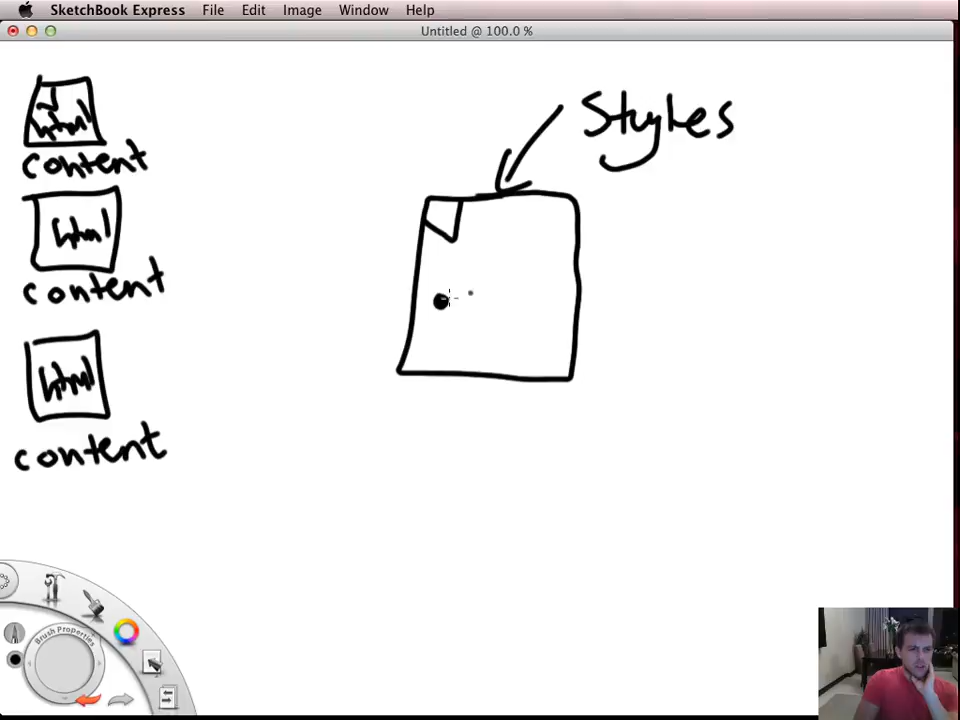 SketchBook Express File Edit Image Window Help
Untitled @ 100.0 %
html
content
html
content
html
content
Styles
Brush Properties